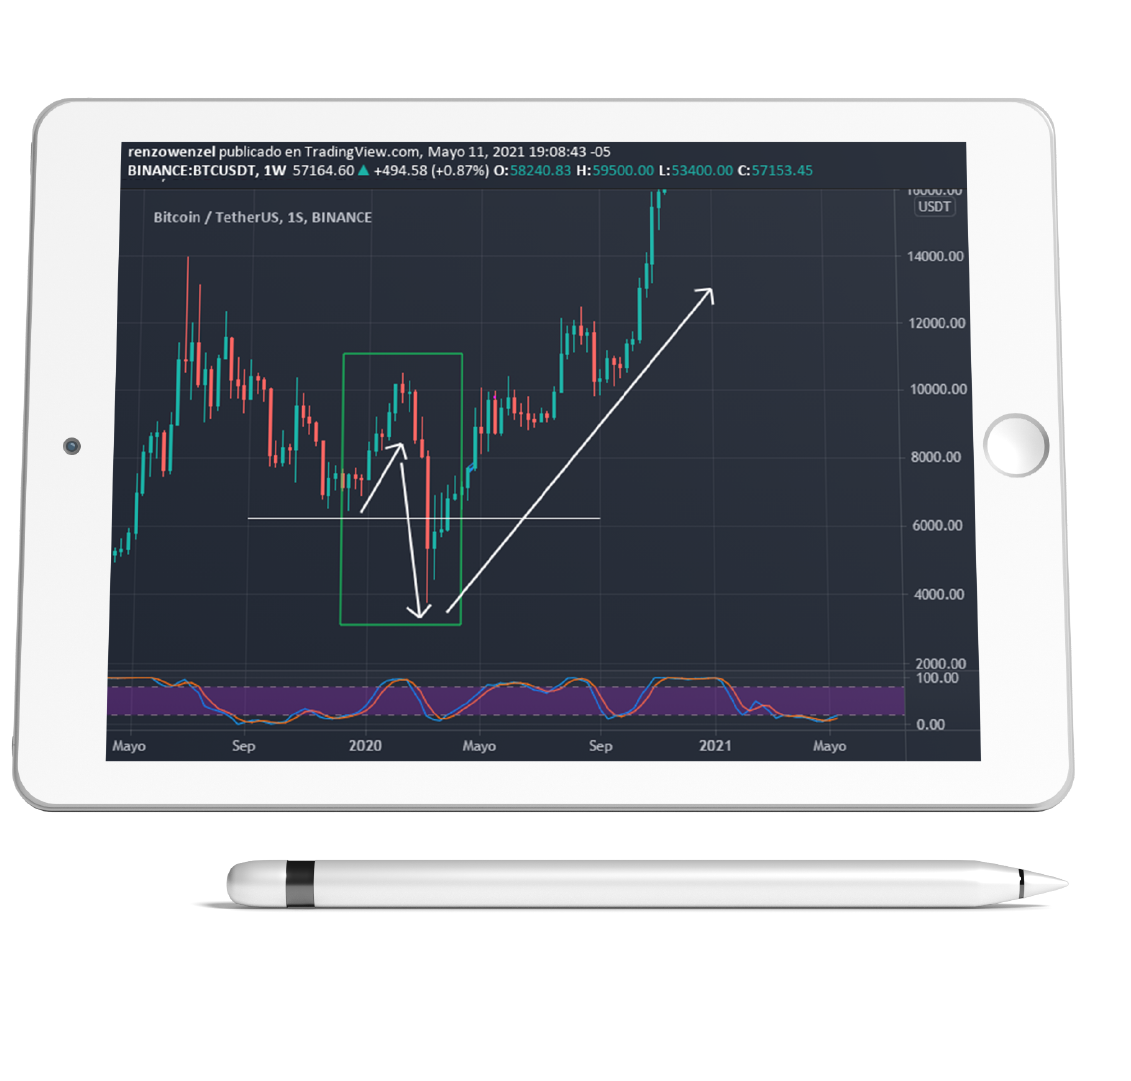 renzowenzel publicado en TradingView.com, Mayo 11, 2021 19:08:43 -05
BINANCE:BTCUSDT, 1W 57164.60 ▲ +494.58 (+0.87%) O:58240.83 H:59500.00 L:53400.00 C:57153.45
Bitcoin / TetherUS, 1S, BINANCE
16000.00
USDT
14000.00
12000.00
10000.00
8000.00
6000.00
4000.00
2000.00
100.00
0.00
Mayo Sep 2020 Mayo Sep 2021 Mayo